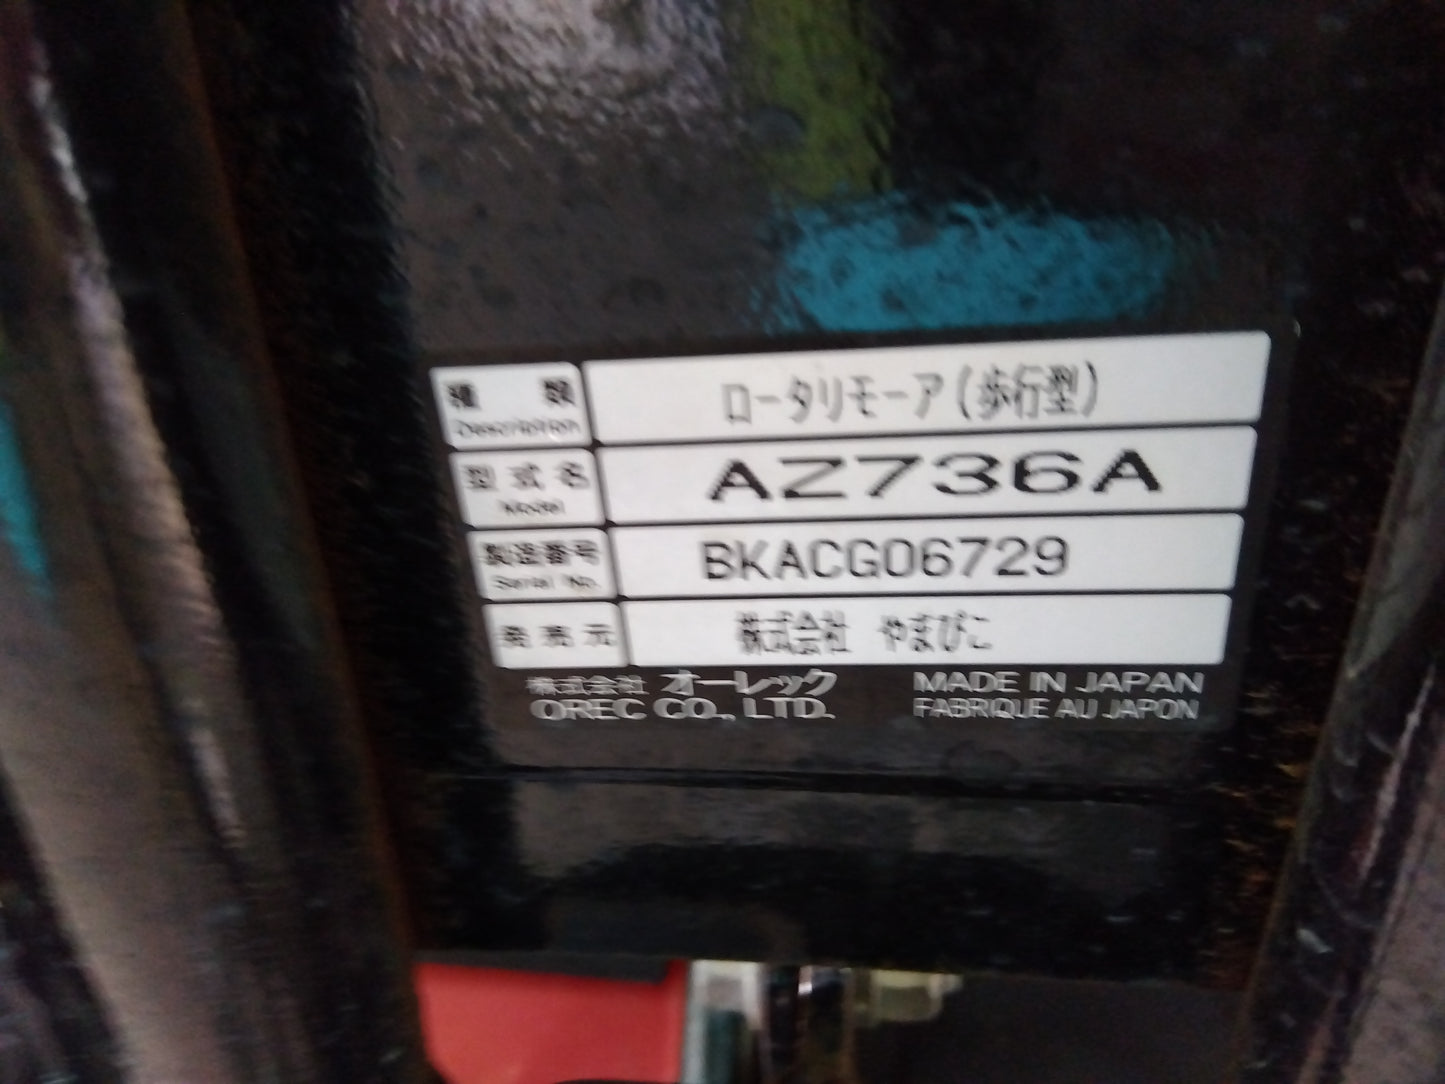 種類 ロータリモーア(歩行型)
Description
型式名 AZ736A
Model
製造番号 BKACG06729
Serial No.
発売元 株式会社 やまびこ
株式会社 オーレック MADE IN JAPAN
OREC CO., LTD. FABRIQUE AU JAPON